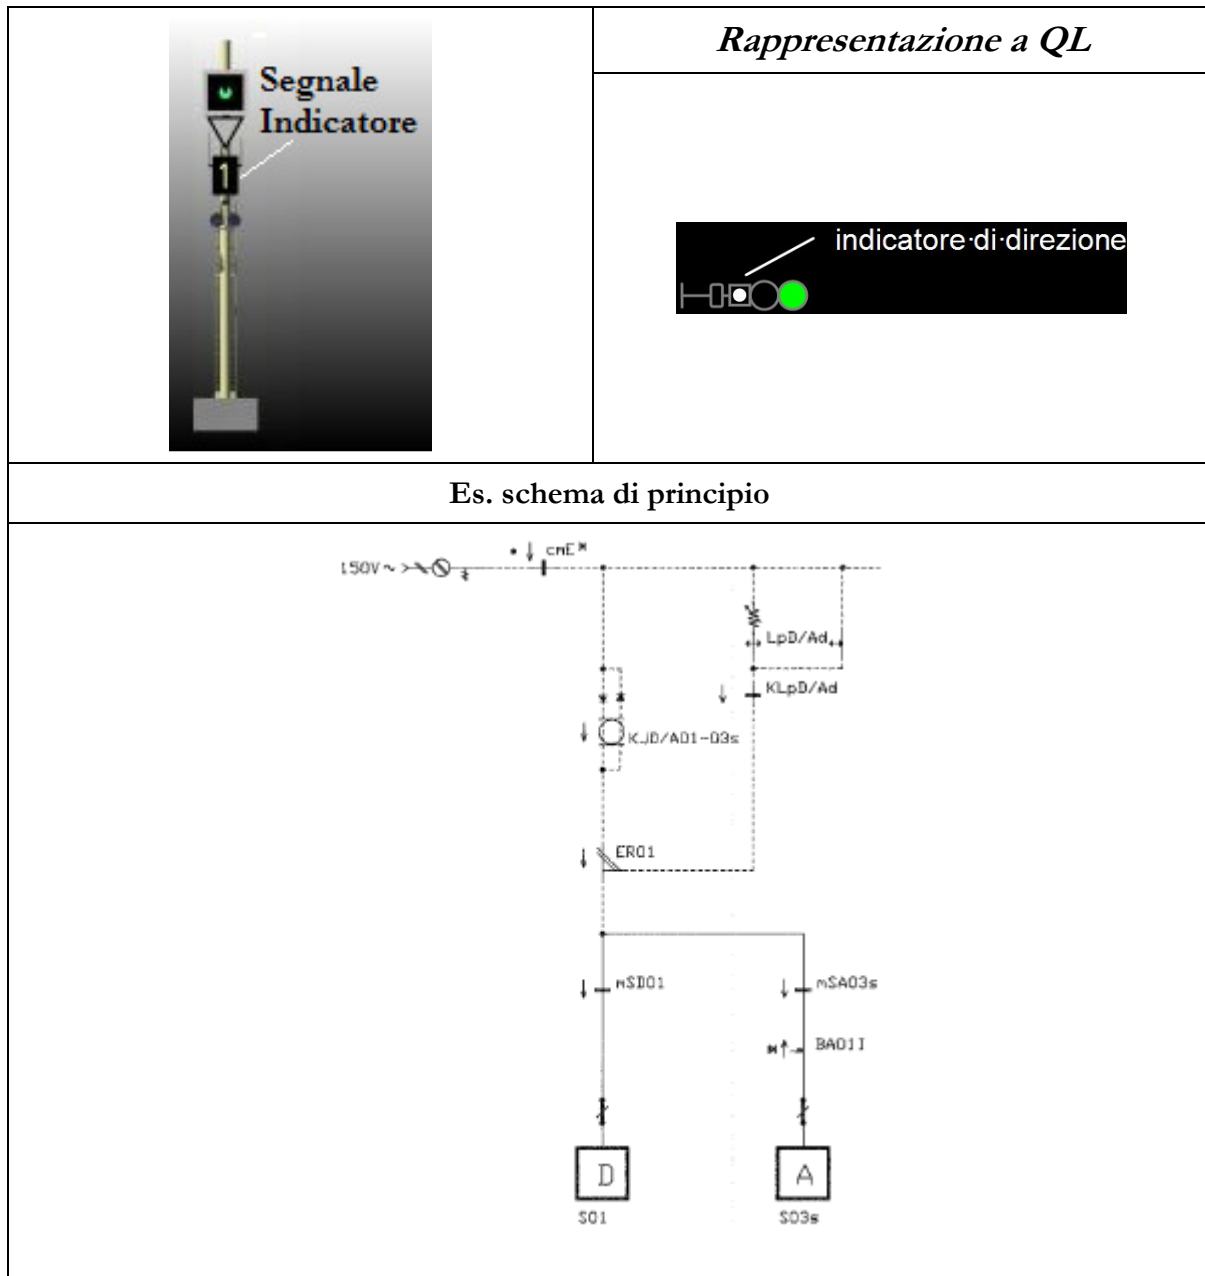 Segnale
Indicatore
1
Rappresentazione a QL
indicatore·di·direzione
Es. schema di principio
150V~
cmE*
LpD/Ad
KLpD/Ad
KJD/A01-03s
ER01
mSD01
mSA03s
BA01I
D
A
S01
S03s